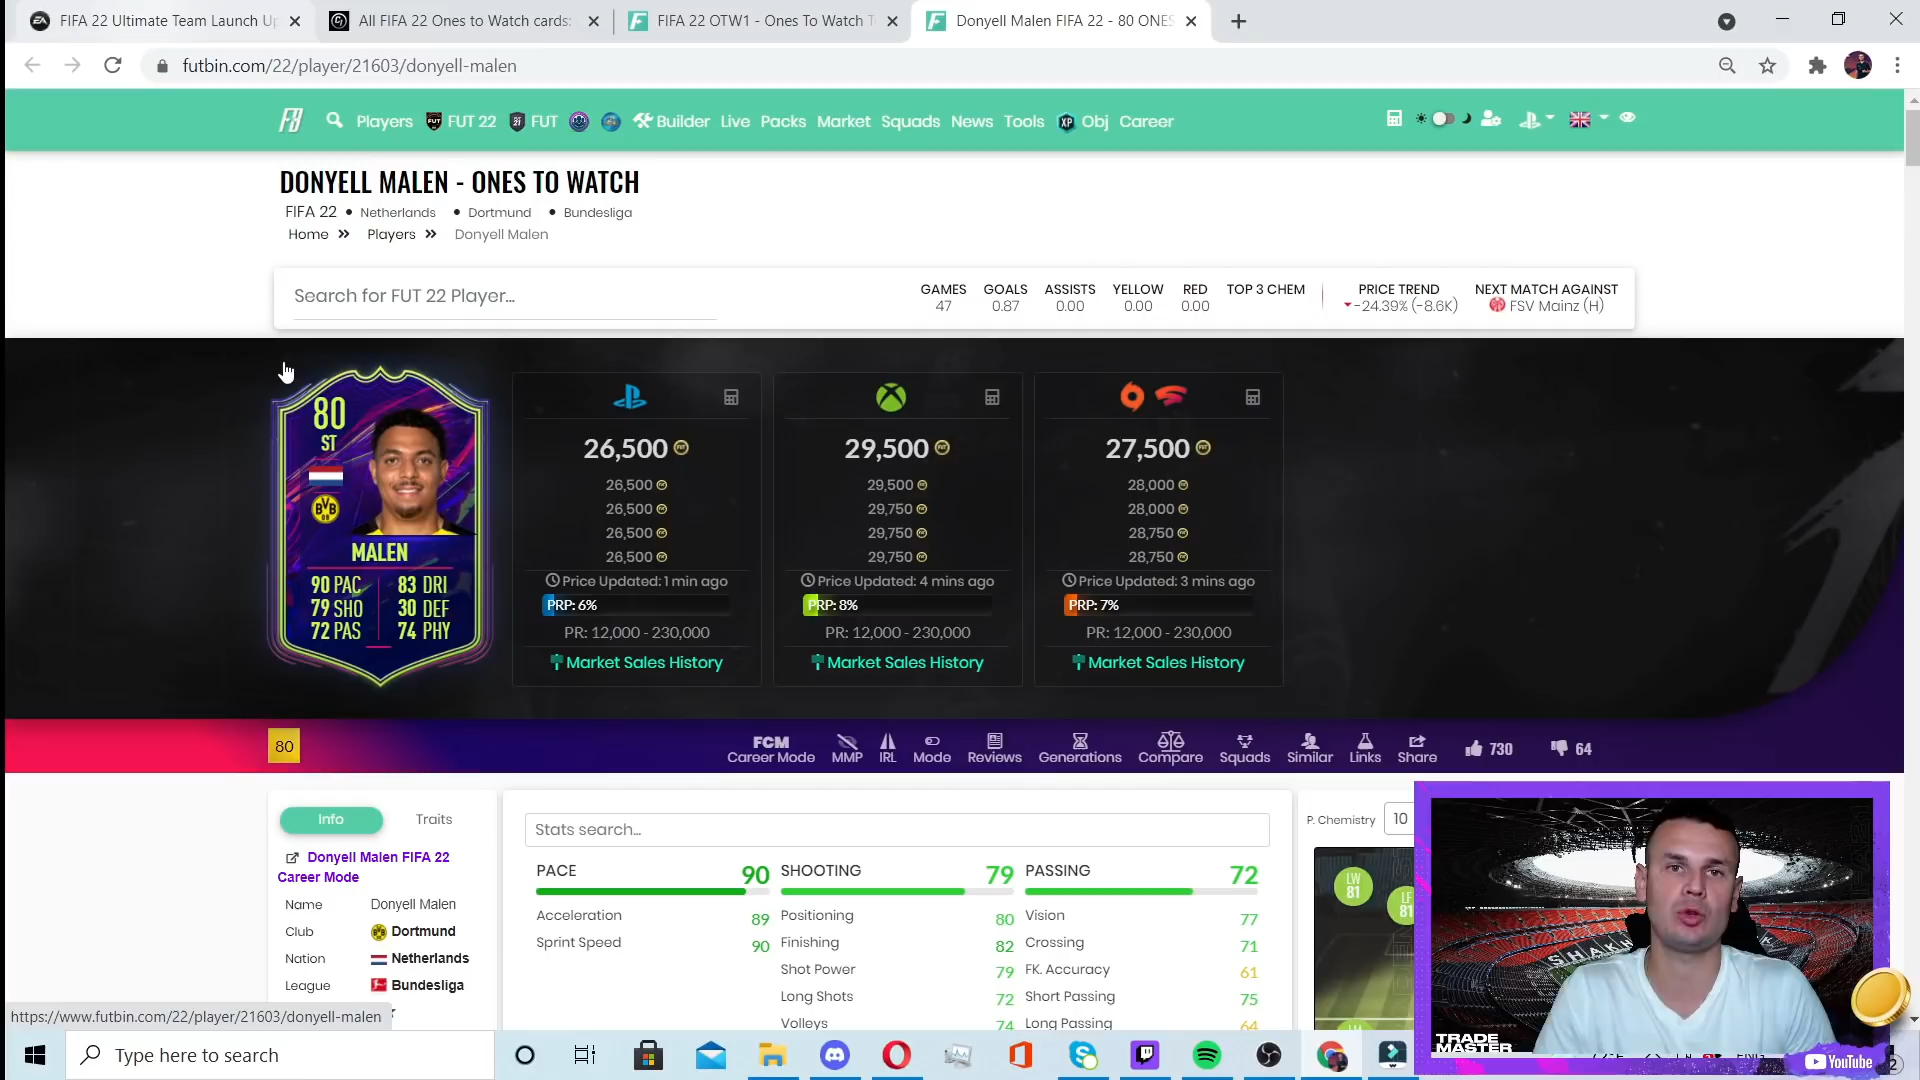 FIFA 22 Ultimate Team Launch Up
All FIFA 22 Ones to Watch cards:
FIFA 22 OTW1 - Ones To Watch T
Donyell Malen FIFA 22 - 80 ONES
futbin.com/22/player/21603/donyell-malen
Players FUT 22 FUT Builder Live Packs Market Squads News Tools Obj Career
DONYELL MALEN - ONES TO WATCH
FIFA 22 • Netherlands • Dortmund • Bundesliga
Home » Players » Donyell Malen
Search for FUT 22 Player...
GAMES GOALS ASSISTS YELLOW RED TOP 3 CHEM PRICE TREND NEXT MATCH AGAINST
47 0.87 0.00 0.00 0.00 -24.39% (-8.6K) FSV Mainz (H)
80
ST
BVB
09
MALEN
90 PAC 83 DRI
79 SHO 30 DEF
72 PAS 74 PHY
26,500
26,500
26,500
26,500
26,500
Price Updated: 1 min ago
PRP: 6%
PR: 12,000 - 230,000
Market Sales History
29,500
29,500
29,750
29,750
29,750
Price Updated: 4 mins ago
PRP: 8%
PR: 12,000 - 230,000
Market Sales History
27,500
28,000
28,000
28,750
28,750
Price Updated: 3 mins ago
PRP: 7%
PR: 12,000 - 230,000
Market Sales History
80
FCM
Career Mode MMP IRL Mode Reviews Generations Compare Squads Similar Links Share 730 64
Info Traits
Donyell Malen FIFA 22
Career Mode
Name Donyell Malen
Club Dortmund
Nation Netherlands
League Bundesliga
Stats search...
PACE 90
Acceleration 89
Sprint Speed 90
SHOOTING 79
Positioning 80
Finishing 82
Shot Power 79
Long Shots 72
Volleys 74
PASSING 72
Vision 77
Crossing 71
FK. Accuracy 61
Short Passing 75
Long Passing 64
P. Chemistry 10
LW
81
LF
81
SHAKH
TRADE
MASTER
YouTube
https://www.futbin.com/22/player/21603/donyell-malen
Type here to search